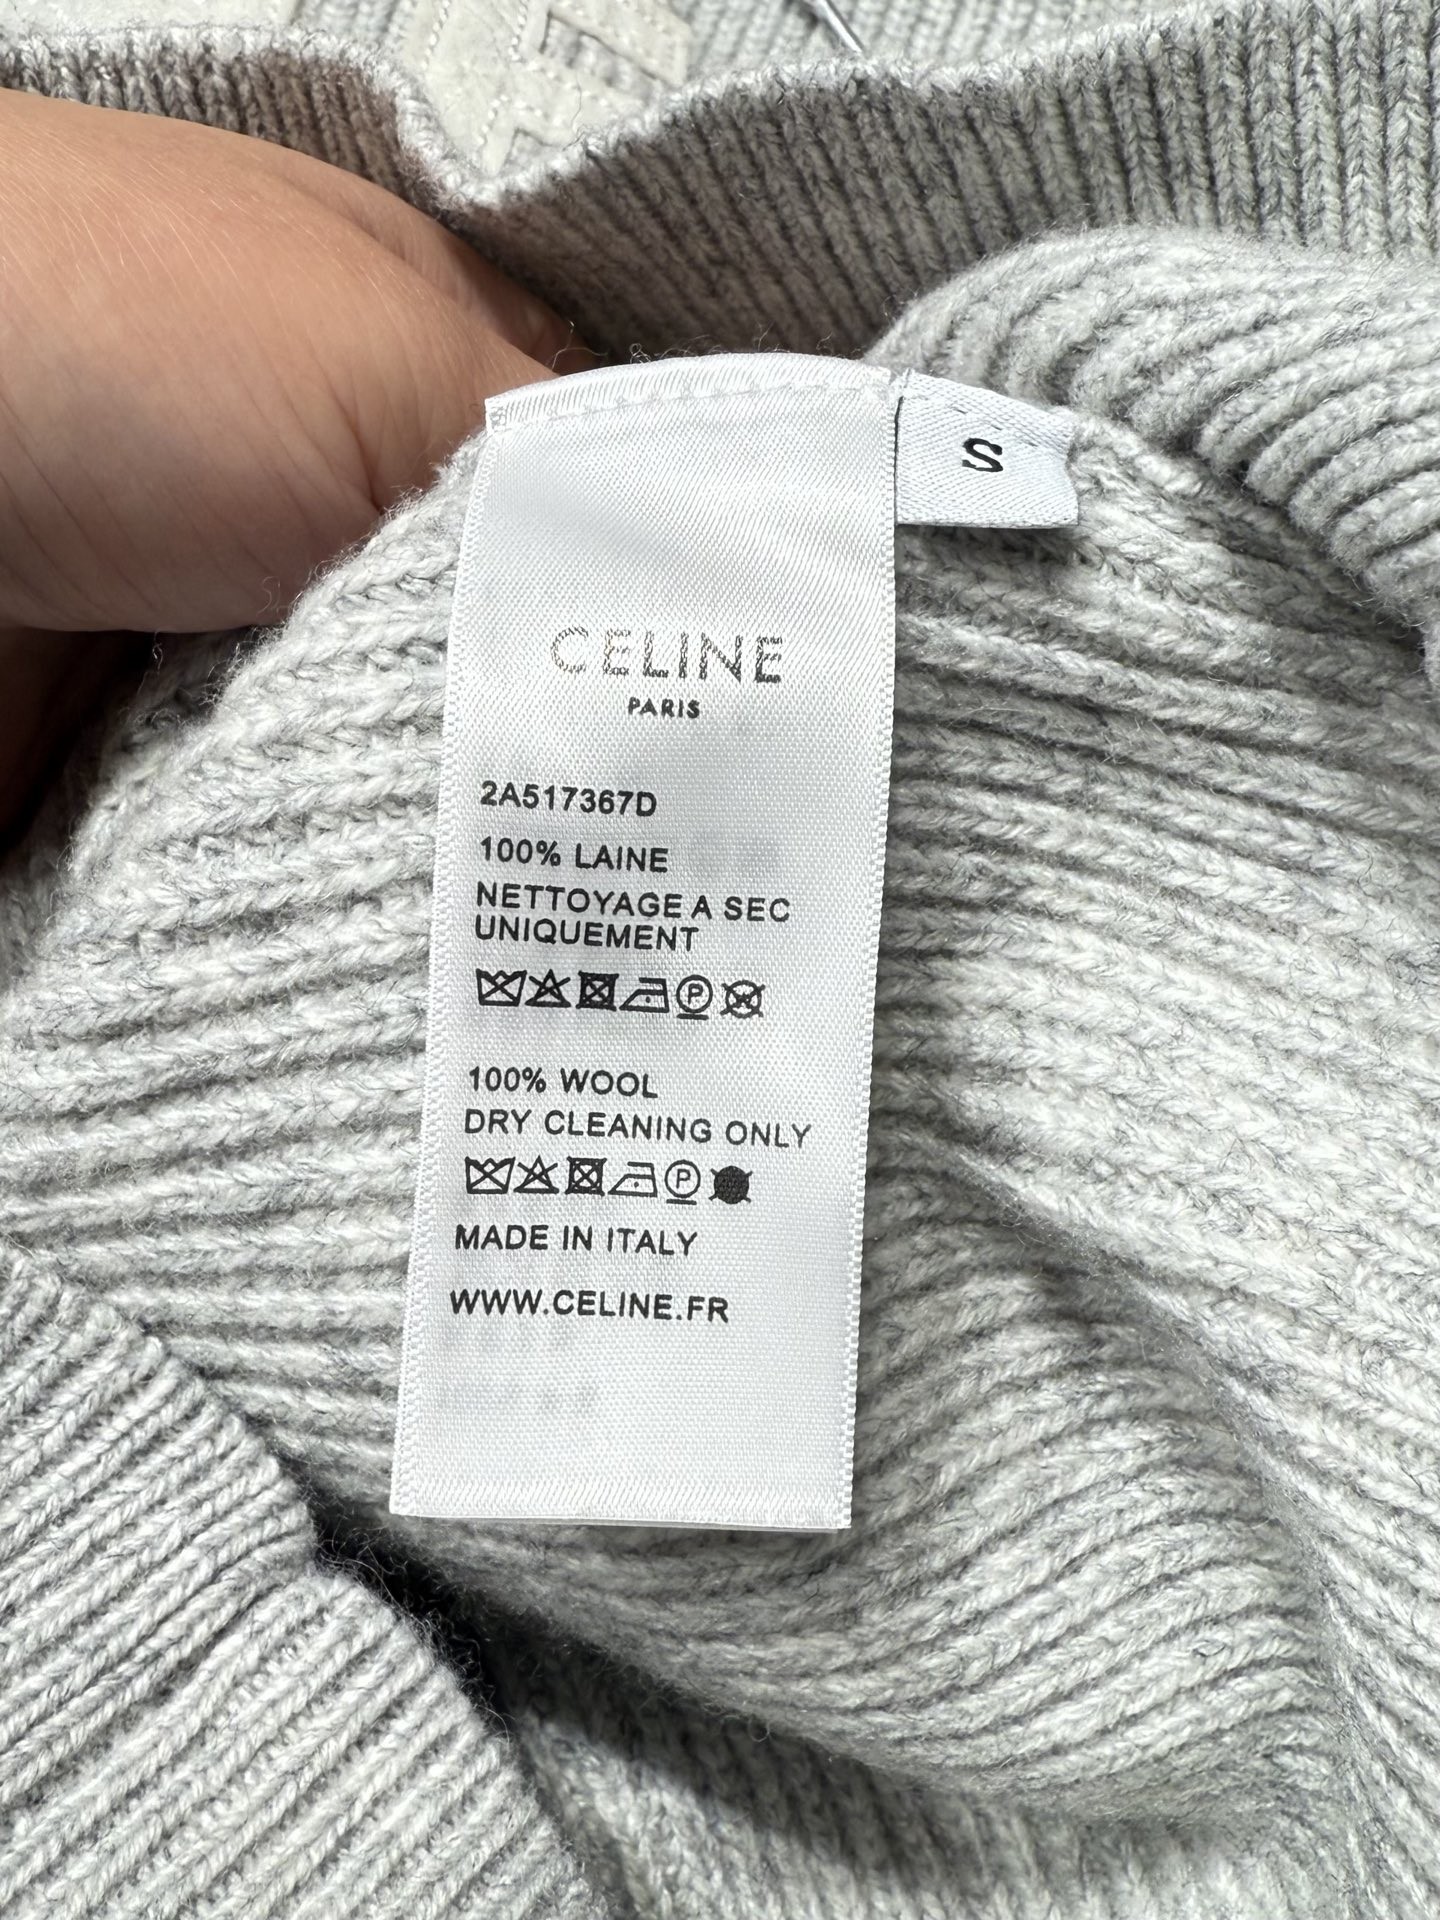 S
CELINE
PARIS
2A517367D
100% LAINE
NETTOYAGE A SEC
UNIQUEMENT
P W
100% WOOL
DRY CLEANING ONLY
P
MADE IN ITALY
WWW.CELINE.FR